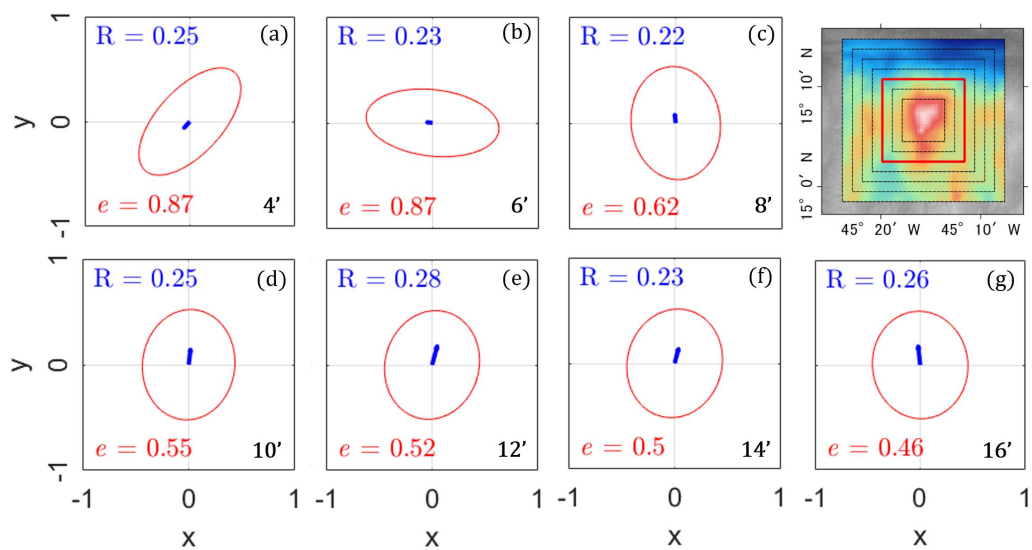 1
R = 0.25
(a)
y
0
e = 0.87
4’
-1
R = 0.23
(b)
e = 0.87
6’
R = 0.22
(c)
e = 0.62
8’
10′ N
15°
0′ N
15°
45° 20′ W
45° 10′ W
1
R = 0.25
(d)
y
0
e = 0.55
10’
-1
-1
0
1
x
R = 0.28
(e)
e = 0.52
12’
-1
0
1
x
R = 0.23
(f)
e = 0.5
14’
-1
0
1
x
R = 0.26
(g)
e = 0.46
16’
-1
0
1
x